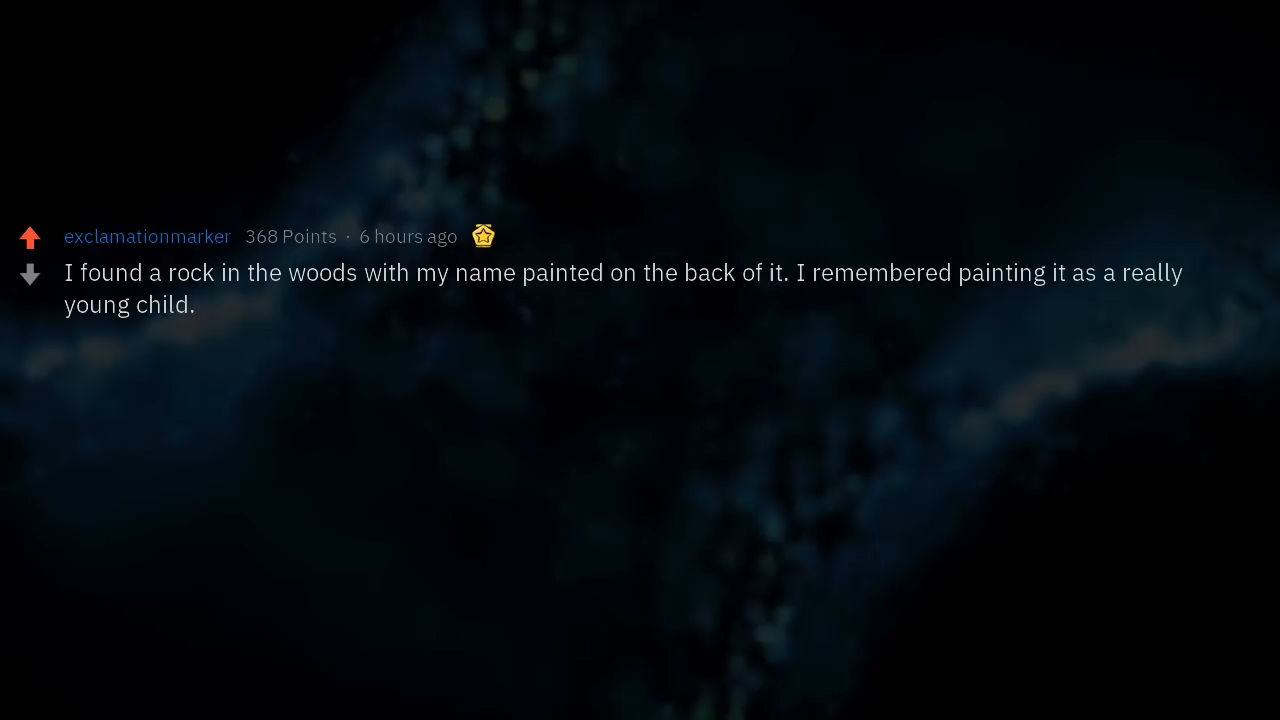 exclamationmarker 368 Points · 6 hours ago
I found a rock in the woods with my name painted on the back of it. I remembered painting it as a really
young child.